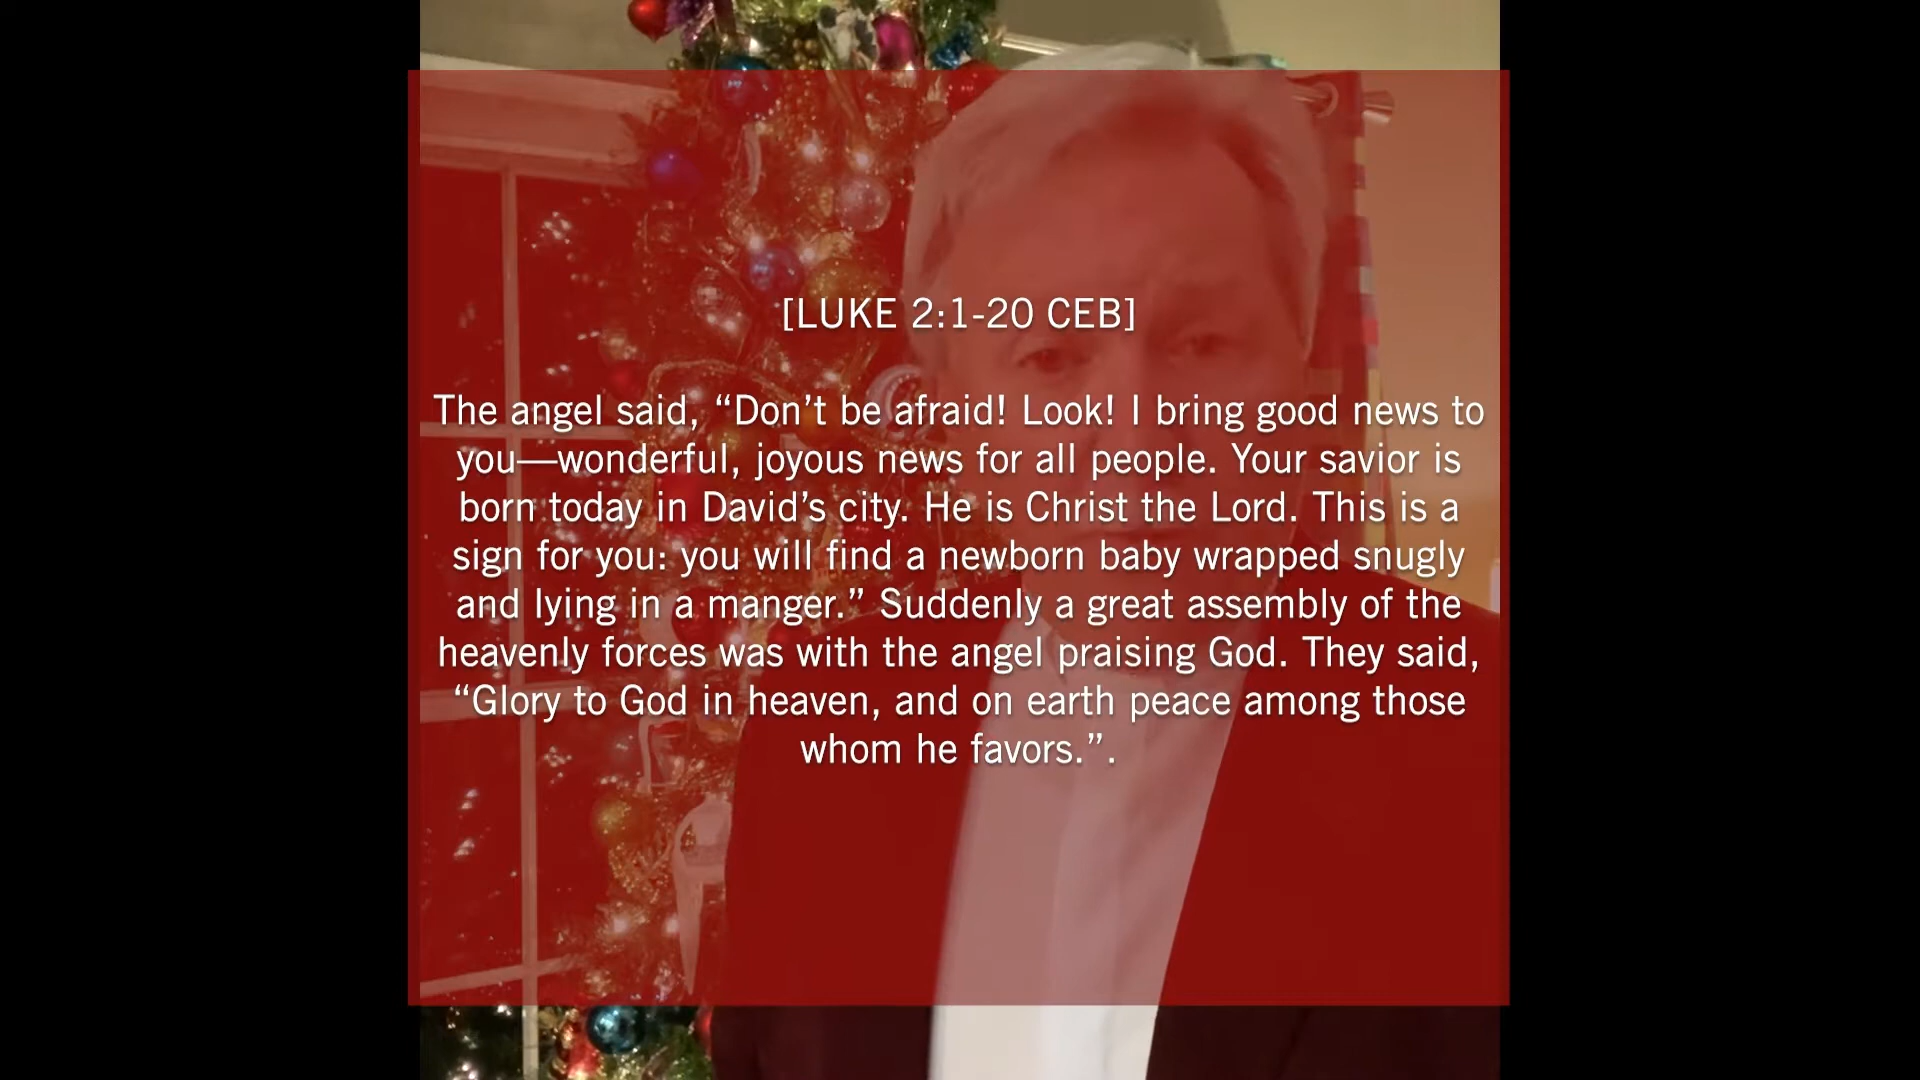 [LUKE 2:1-20 CEB]
The angel said, “Don’t be afraid! Look! I bring good news to
you—wonderful, joyous news for all people. Your savior is
born today in David’s city. He is Christ the Lord. This is a
sign for you: you will find a newborn baby wrapped snugly
and lying in a manger.” Suddenly a great assembly of the
heavenly forces was with the angel praising God. They said,
“Glory to God in heaven, and on earth peace among those
whom he favors.”.